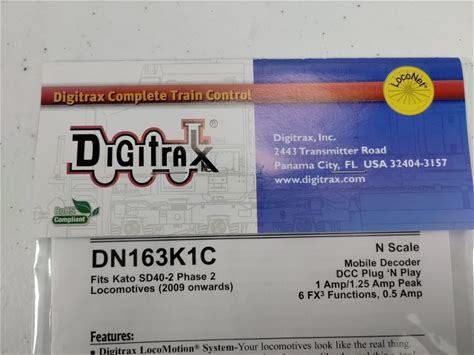 LocoNet®
Digitrax Complete Train Control
DIGITRAX®
Digitrax, Inc.
2443 Transmitter Road
Panama City, FL USA 32404-3157
www.digitrax.com
RoHS
Compliant
DN163K1C
N Scale
Fits Kato SD40-2 Phase 2
Locomotives (2009 onwards)
Mobile Decoder
DCC Plug 'N Play
1 Amp/1.25 Amp Peak
6 FX³ Functions, 0.5 Amp
Features:
Digitrax LocoMotion® System-Your locomotives look like the real thing.